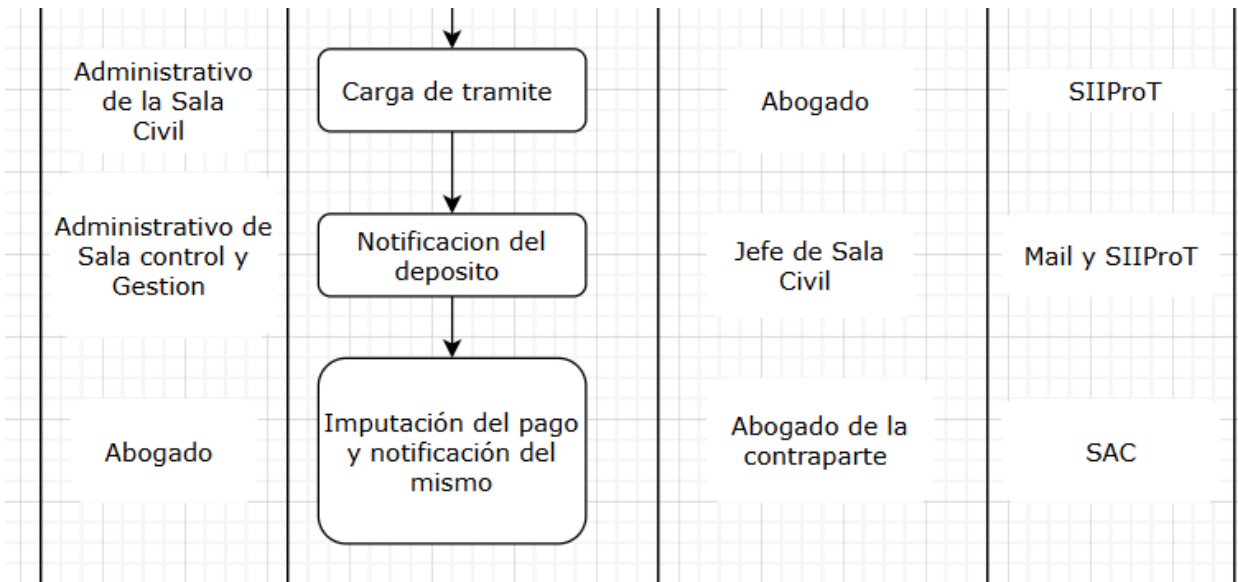 Administrativo
de la Sala
Civil
Carga de tramite
Abogado
SIIProT
Administrativo de
Sala control y
Gestion
Notificacion del
deposito
Jefe de Sala
Civil
Mail y SIIProT
Abogado
Imputación del pago
y notificación del
mismo
Abogado de la
contraparte
SAC